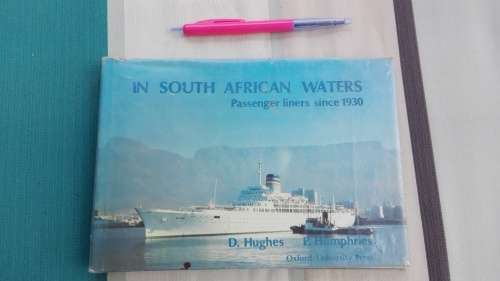 IN SOUTH AFRICAN WATERS
Passenger liners since 1930
D. Hughes P. Humphries
Oxford University Press